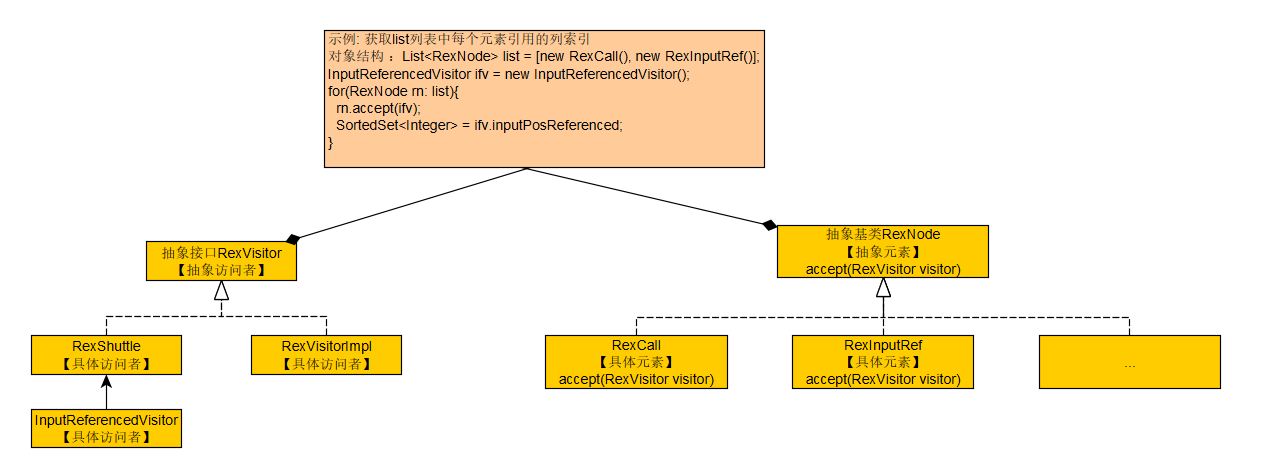 示例: 获取list列表中每个元素引用的列索引
对象结构 ：List<RexNode> list = [new RexCall(), new RexInputRef()];
InputReferencedVisitor ifv = new InputReferencedVisitor();
for(RexNode rn: list){
rn.accept(ifv);
SortedSet<Integer> = ifv.inputPosReferenced;
}
抽象接口RexVisitor
【抽象访问者】
抽象基类RexNode
【抽象元素】
accept(RexVisitor visitor)
RexShuttle
【具体访问者】
RexVisitorImpl
【具体访问者】
RexCall
【具体元素】
accept(RexVisitor visitor)
RexInputRef
【具体元素】
accept(RexVisitor visitor)
...
InputReferencedVisitor
【具体访问者】